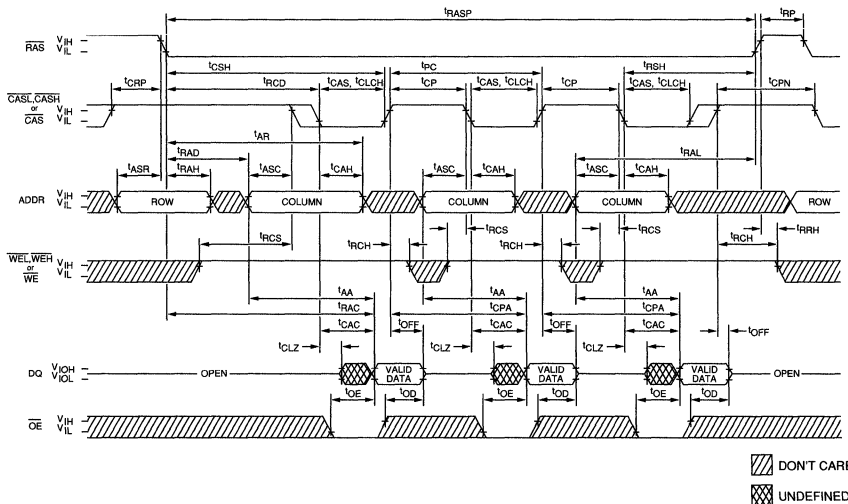 tRASP tRP
RAS VIH
VIL
tCSH tPC tRSH
tCRP tRCD tCAS, tCLCH tCP tCAS, tCLCH tCP tCAS, tCLCH tCPN
CASL,CASH
or
CAS
VIH
VIL
tAR
tRAD tRAL
tASR tRAH tASC tCAH tASC tCAH tASC tCAH
ADDR VIH
VIL
ROW COLUMN COLUMN COLUMN ROW
tRCS tRCH tRCS tRCH tRCS tRCH tRRH
WEL,WEH
or
WE
VIH
VIL
tAA tAA tAA
tRAC tCPA tCPA
tCAC tOFF tCAC tOFF tCAC tOFF
tCLZ tCLZ tCLZ
DQ VIOH
VIOL
OPEN VALID DATA VALID DATA VALID DATA OPEN
tOE tOD tOE tOD tOE tOD
OE VIH
VIL
DON'T CARE
UNDEFINED